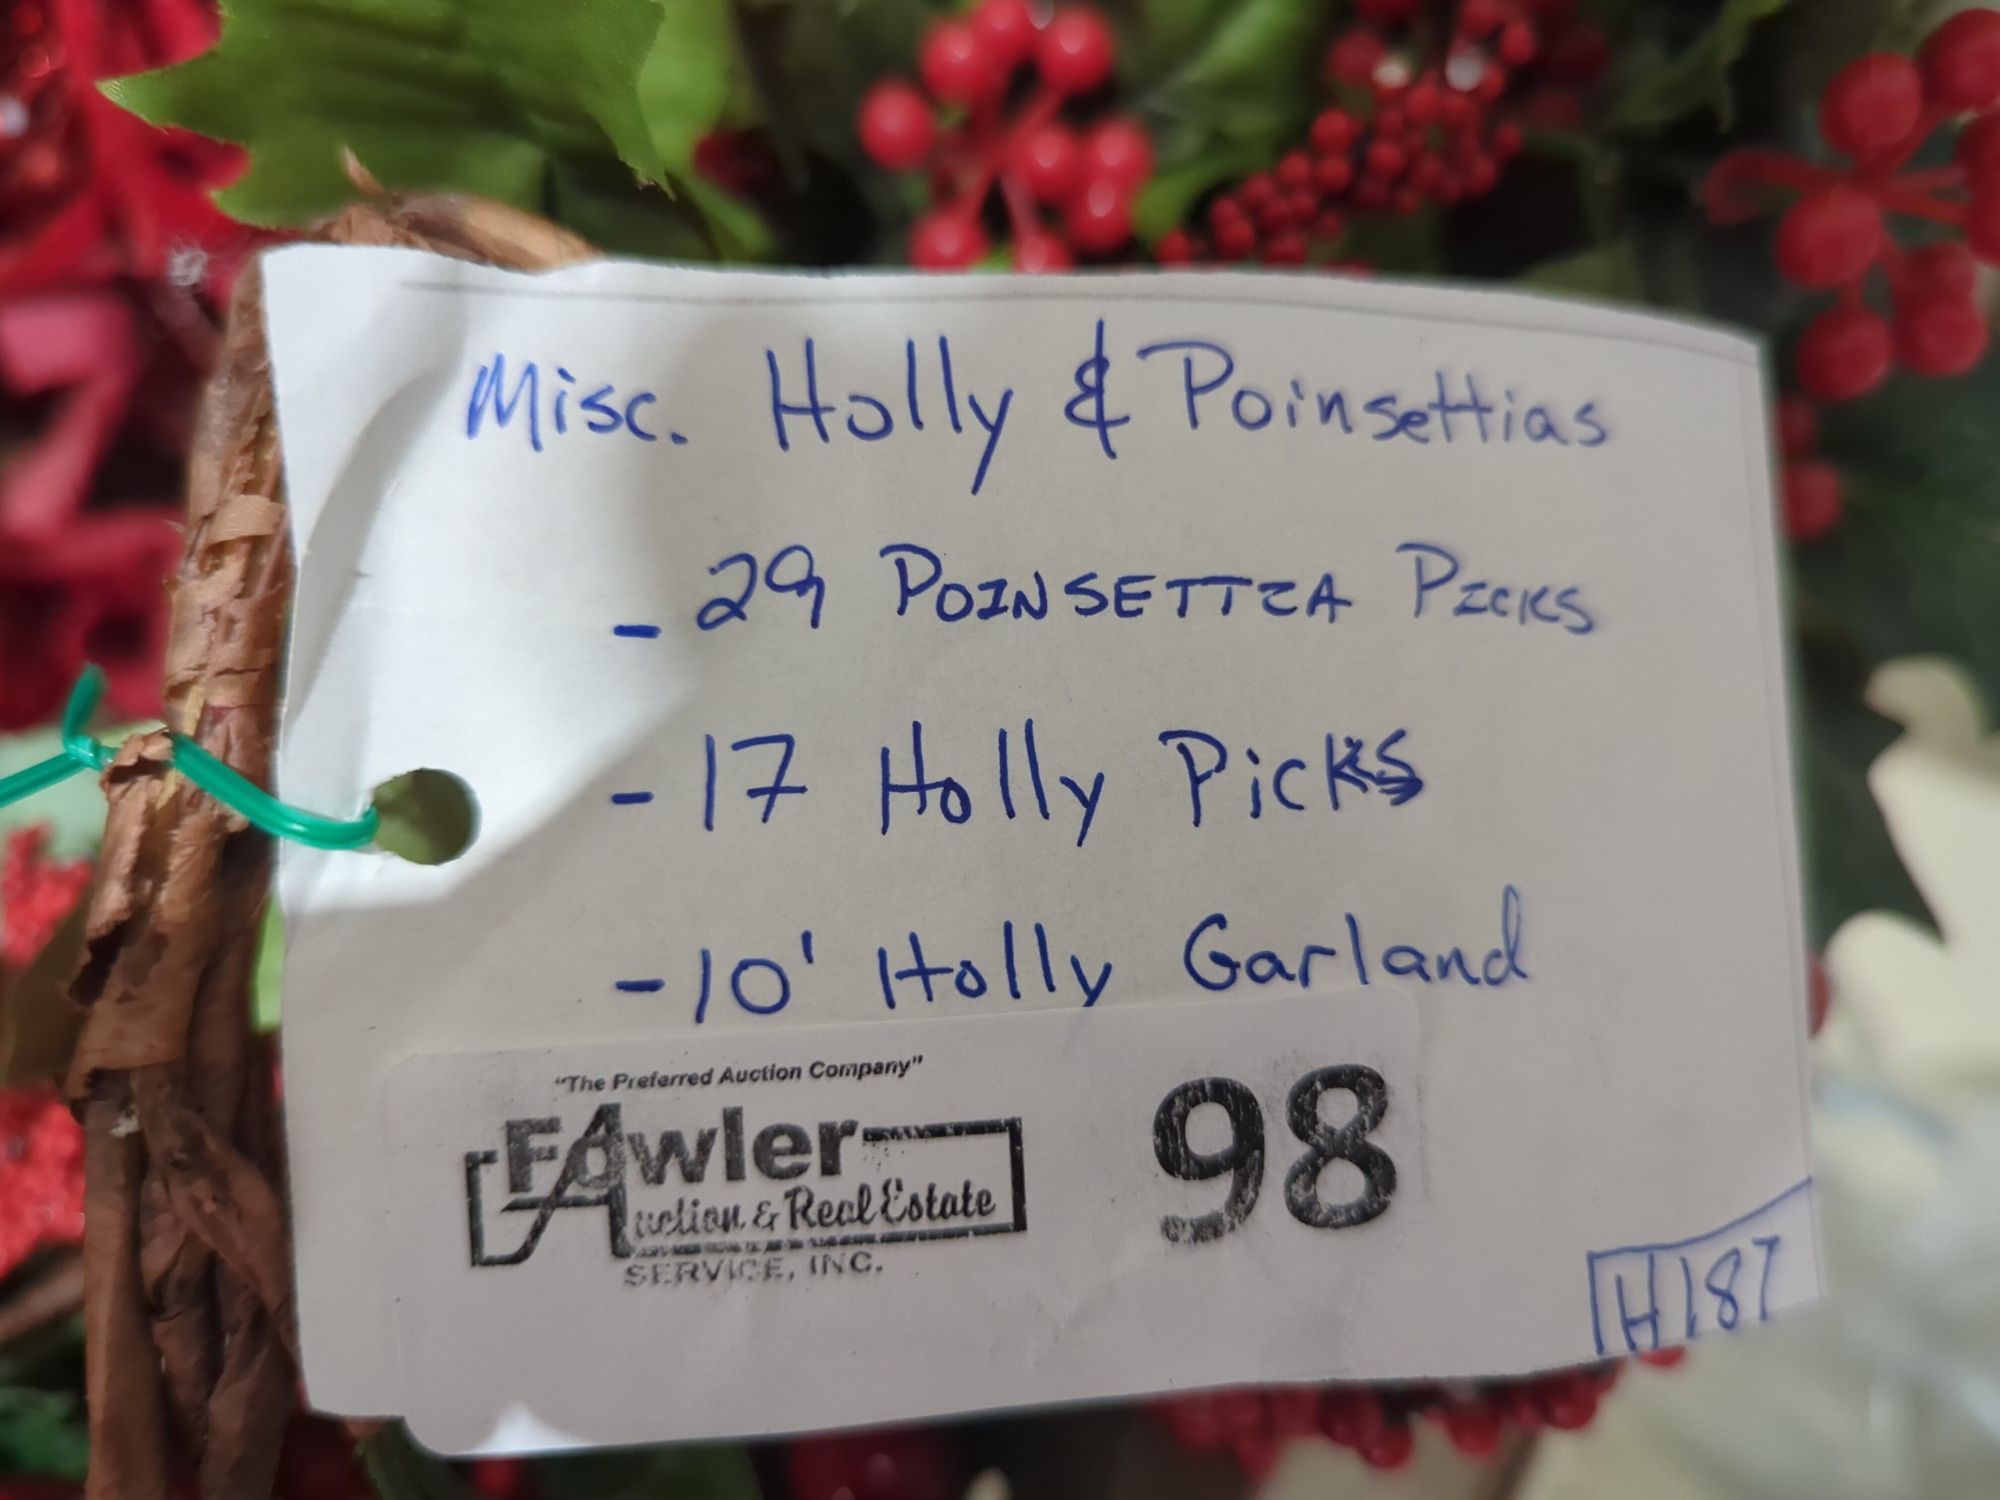 Misc. Holly & Poinsettias
- 29 POINSETTIA PICKS
- 17 Holly Picks
- 10' Holly Garland
"The Preferred Auction Company"
Fowler
Auction & Real Estate
SERVICE, INC.
98
H187